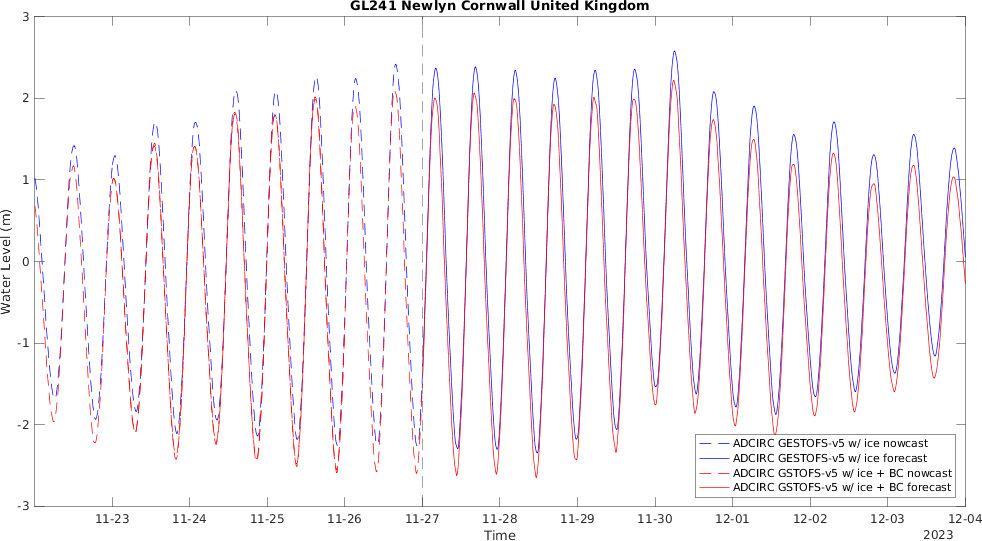 GL241 Newlyn Cornwall United Kingdom
3
2
1
0
-1
-2
-3
Water Level (m)
ADCIRC GESTOFS-v5 w/ ice nowcast
ADCIRC GESTOFS-v5 w/ ice forecast
ADCIRC GSTOFS-v5 w/ ice + BC nowcast
ADCIRC GSTOFS-v5 w/ ice + BC forecast
11-23 11-24 11-25 11-26 11-27 11-28 11-29 11-30 12-01 12-02 12-03 12-04
Time
2023